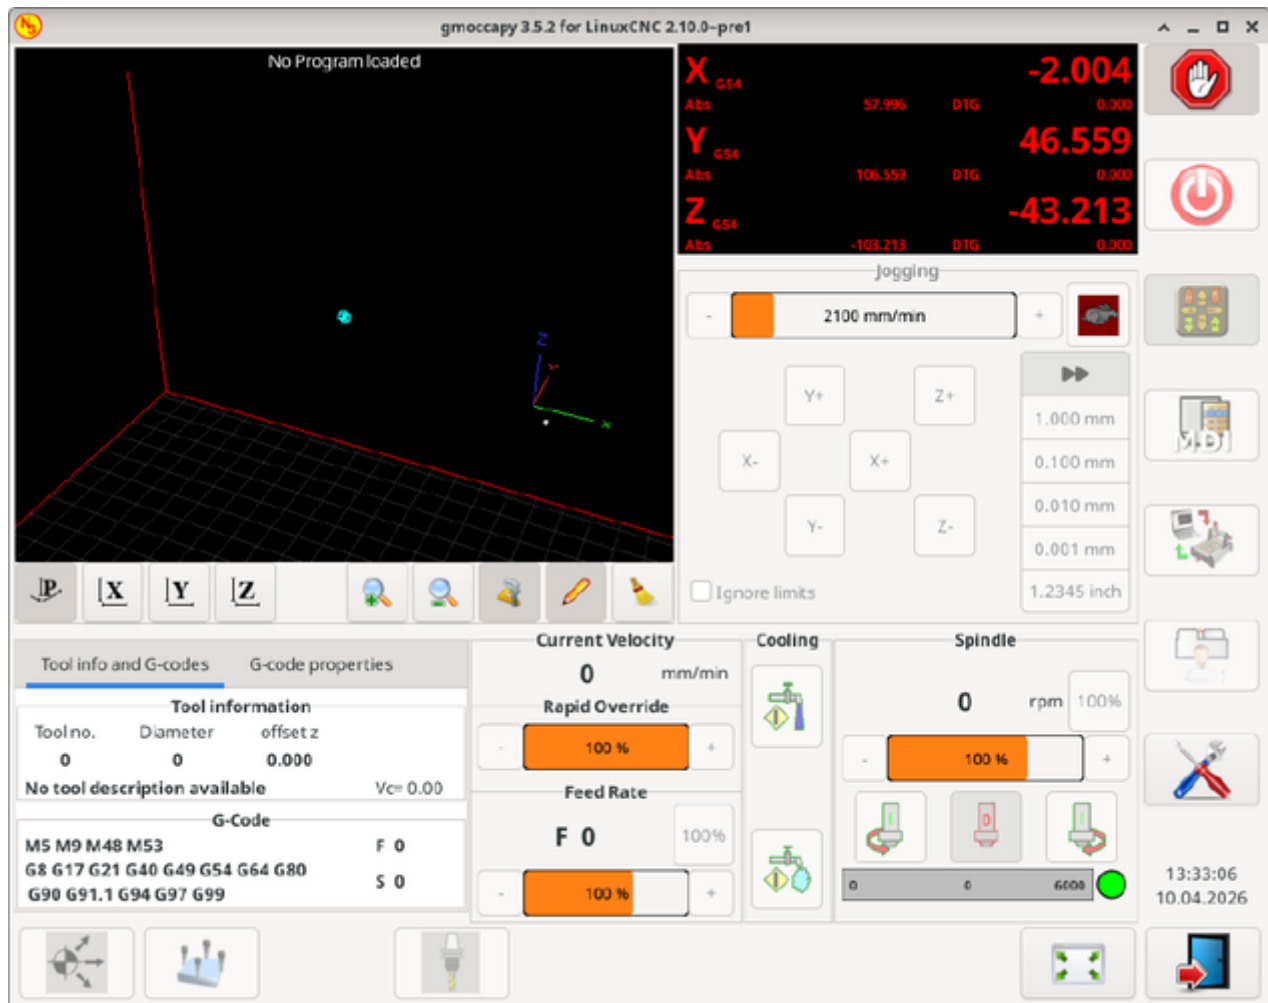 gmoccapy 3.5.2 for LinuxCNC 2.10.0~pre1
No Program loaded
X G54 -2.004
Abs 57.996 DTG 0.000
Y G54 46.559
Abs 106.559 DTG 0.000
Z G54 -43.213
Abs -103.213 DTG 0.000
Jogging
- 2100 mm/min +
Y+ Z+
1.000 mm
X- X+
0.100 mm
0.010 mm
Y- Z-
0.001 mm
Ignore limits
1.2345 inch
MDI
Z
Y
X
P X Y Z
Tool info and G-codes G-code properties
Tool information
Tool no. Diameter offset z
0 0 0.000
No tool description available Vc= 0.00
G-Code
M5 M9 M48 M53 F 0
G8 G17 G21 G40 G49 G54 G64 G80
G90 G91.1 G94 G97 G99
S 0
Current Velocity
0 mm/min
Rapid Override
- 100 % +
Feed Rate
F 0 100%
- 100 % +
Cooling
Spindle
0 rpm 100%
- 100 % +
0 0 6000
13:33:06
10.04.2026